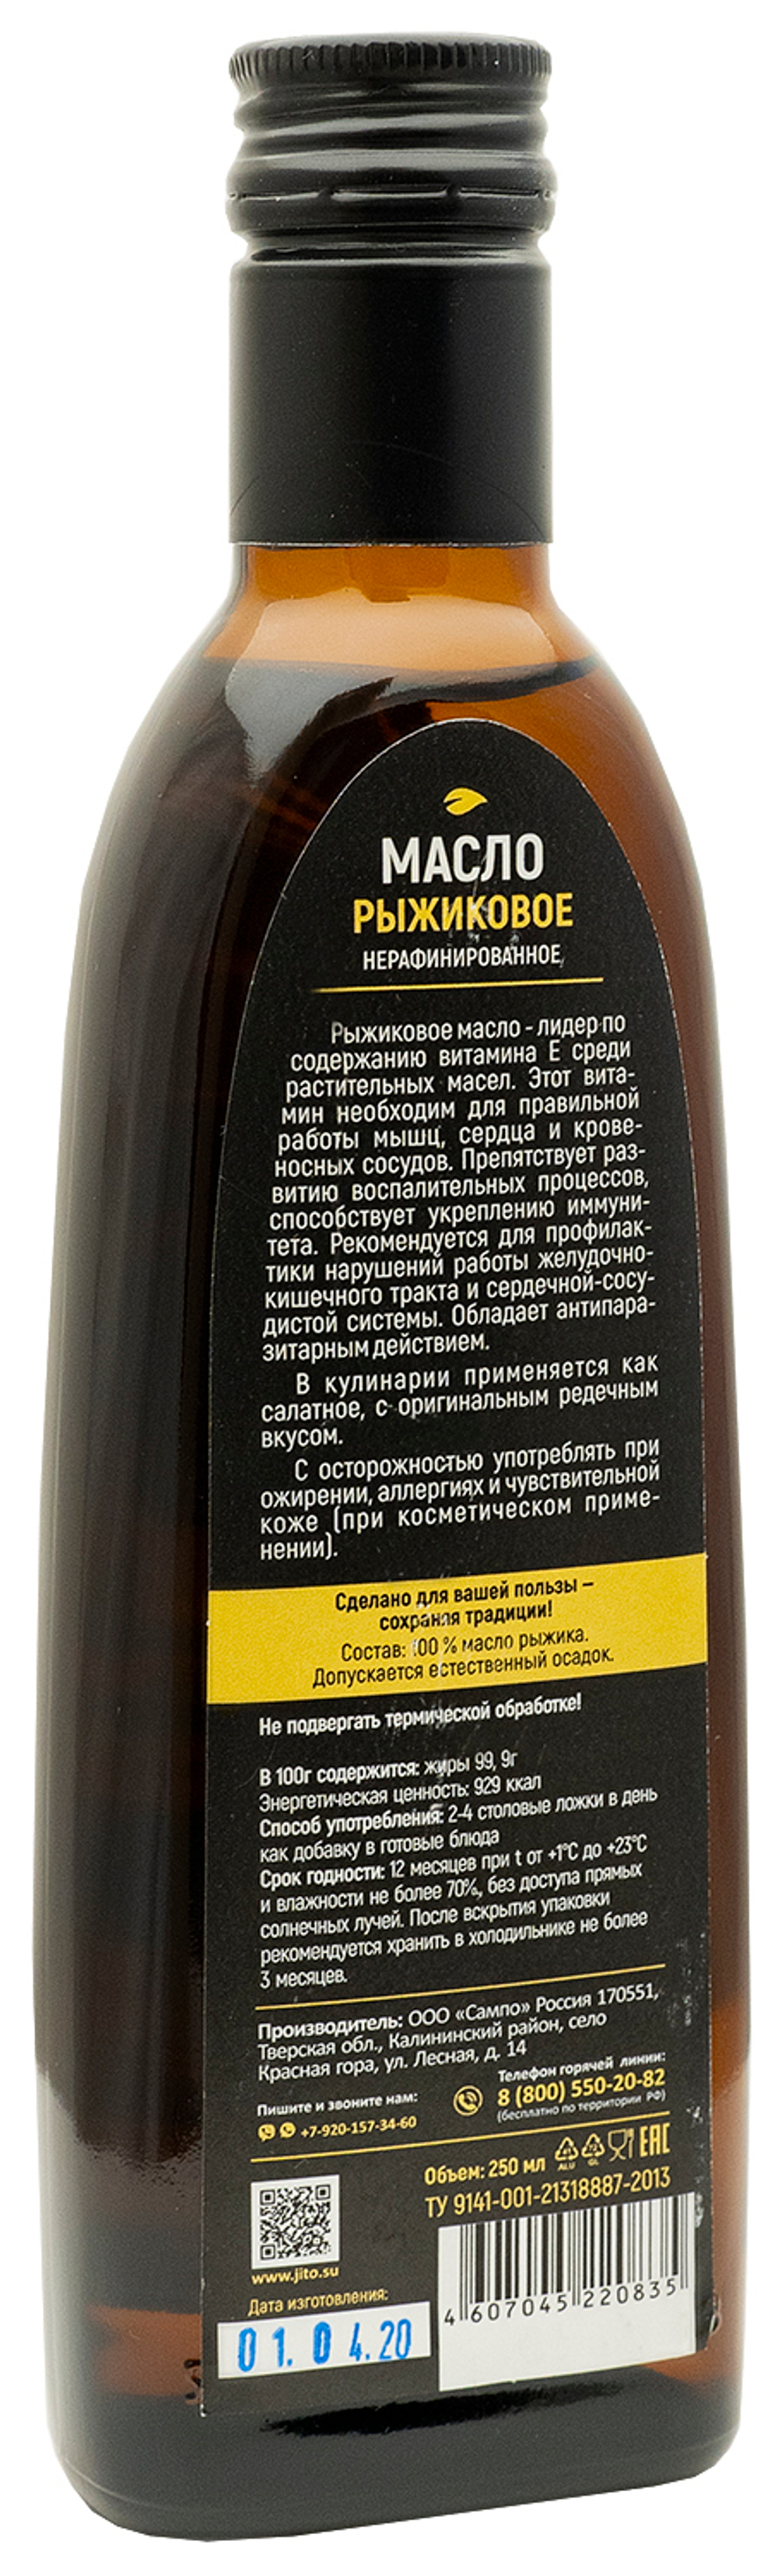 МАСЛО
РЫЖИКОВОЕ
НЕРАФИНИРОВАННОЕ
Рыжиковое масло - лидер по
содержанию витамина Е среди
растительных масел. Этот вита-
мин необходим для правильной
работы мышц, сердца и крове-
носных сосудов. Препятствует раз-
витию воспалительных процессов,
способствует укреплению иммуни-
тета. Рекомендуется для профилак-
тики нарушений работы желудочно-
кишечного тракта и сердечной-сосу-
дистой системы. Обладает антипара-
зитарным действием.
В кулинарии применяется как
салатное, с оригинальным редечным
вкусом.
С осторожностью употреблять при
ожирении, аллергиях и чувствительной
коже (при косметическом приме-
нении).
Сделано для вашей пользы –
сохраняя традиции!
Состав: 100 % масло рыжика.
Допускается естественный осадок.
Не подвергать термической обработке!
В 100г содержится: жиры 99, 9г
Энергетическая ценность: 929 ккал
Способ употребления: 2-4 столовые ложки в день
как добавку в готовые блюда
Срок годности: 12 месяцев при t от +1°С до +23°С
и влажности не более 70%, без доступа прямых
солнечных лучей. После вскрытия упаковки
рекомендуется хранить в холодильнике не более
3 месяцев.
Производитель: ООО «Сампо» Россия 170551,
Тверская обл., Калининский район, село
Красная гора, ул. Лесная, д. 14
Пишите и звоните нам:
+7-920-157-34-60
Телефон горячей линии:
8 (800) 550-20-82
(бесплатно по территории РФ)
Объем: 250 мл
ALU
GL
EAC
ТУ 9141-001-21318887-2013
www.jito.su
Дата изготовления:
01.04.20
4 607045 220835